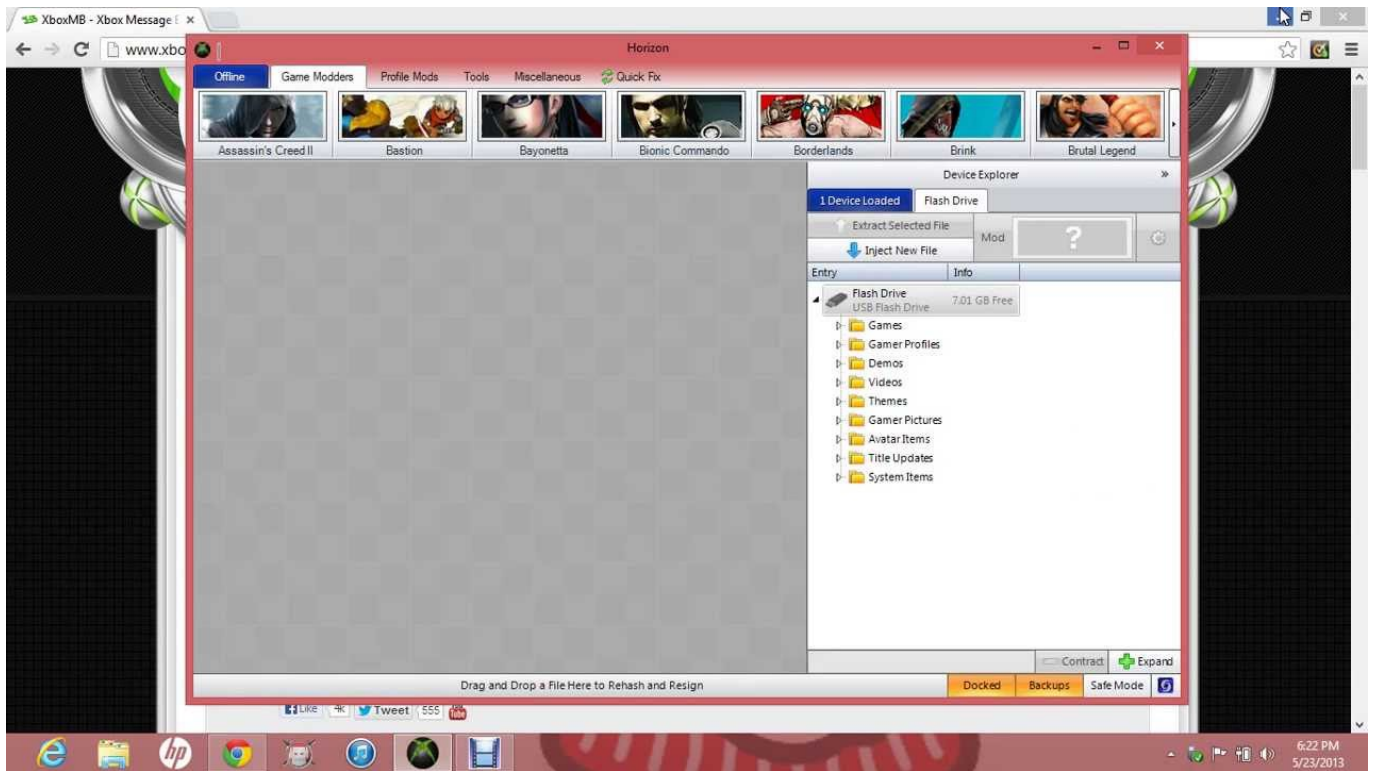 XboxMB - Xbox Message
www.xbo
Horizon
Offline Game Modders Profile Mods Tools Miscellaneous Quick Fix
Assassin's Creed II Bastion Bayonetta Bionic Commando Borderlands Brink Brutal Legend
Device Explorer
1 Device Loaded Flash Drive
Extract Selected File
Mod ?
Inject New File
Entry Info
Flash Drive 7.01 GB Free
USB Flash Drive
Games
Gamer Profiles
Demos
Videos
Themes
Gamer Pictures
Avatar Items
Title Updates
System Items
Contract Expand
Drag and Drop a File Here to Rehash and Resign Docked Backups Safe Mode
Like 4k Tweet 555 You Tube
hp
6:22 PM
5/23/2013